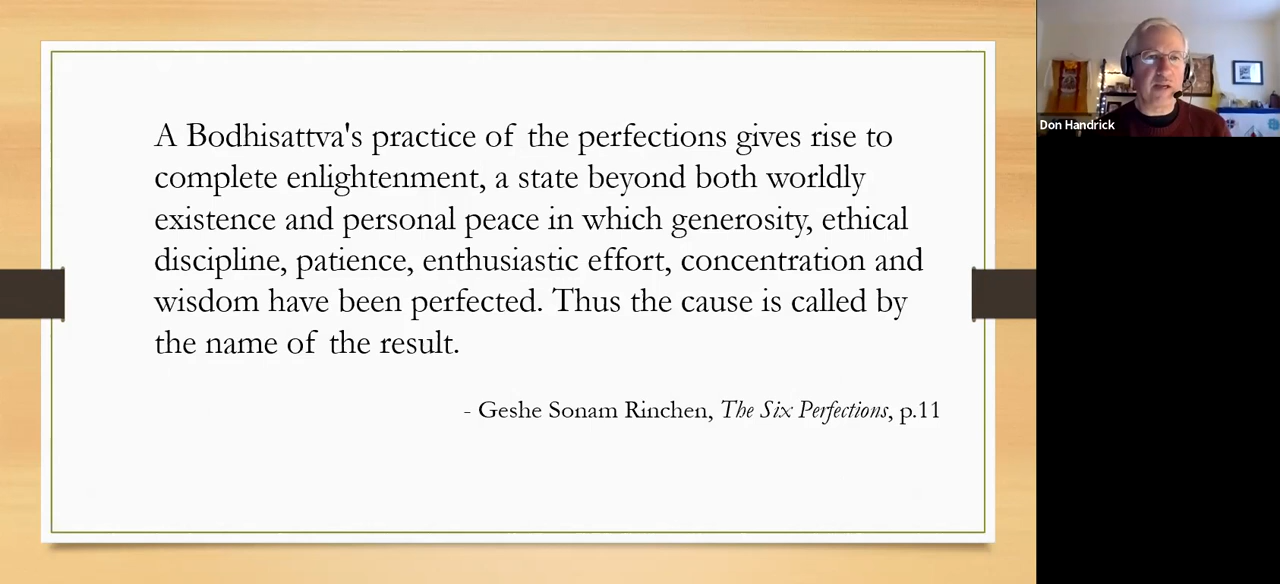 A Bodhisattva's practice of the perfections gives rise to
complete enlightenment, a state beyond both worldly
existence and personal peace in which generosity, ethical
discipline, patience, enthusiastic effort, concentration and
wisdom have been perfected. Thus the cause is called by
the name of the result.
- Geshe Sonam Rinchen, The Six Perfections, p.11
Don Handrick